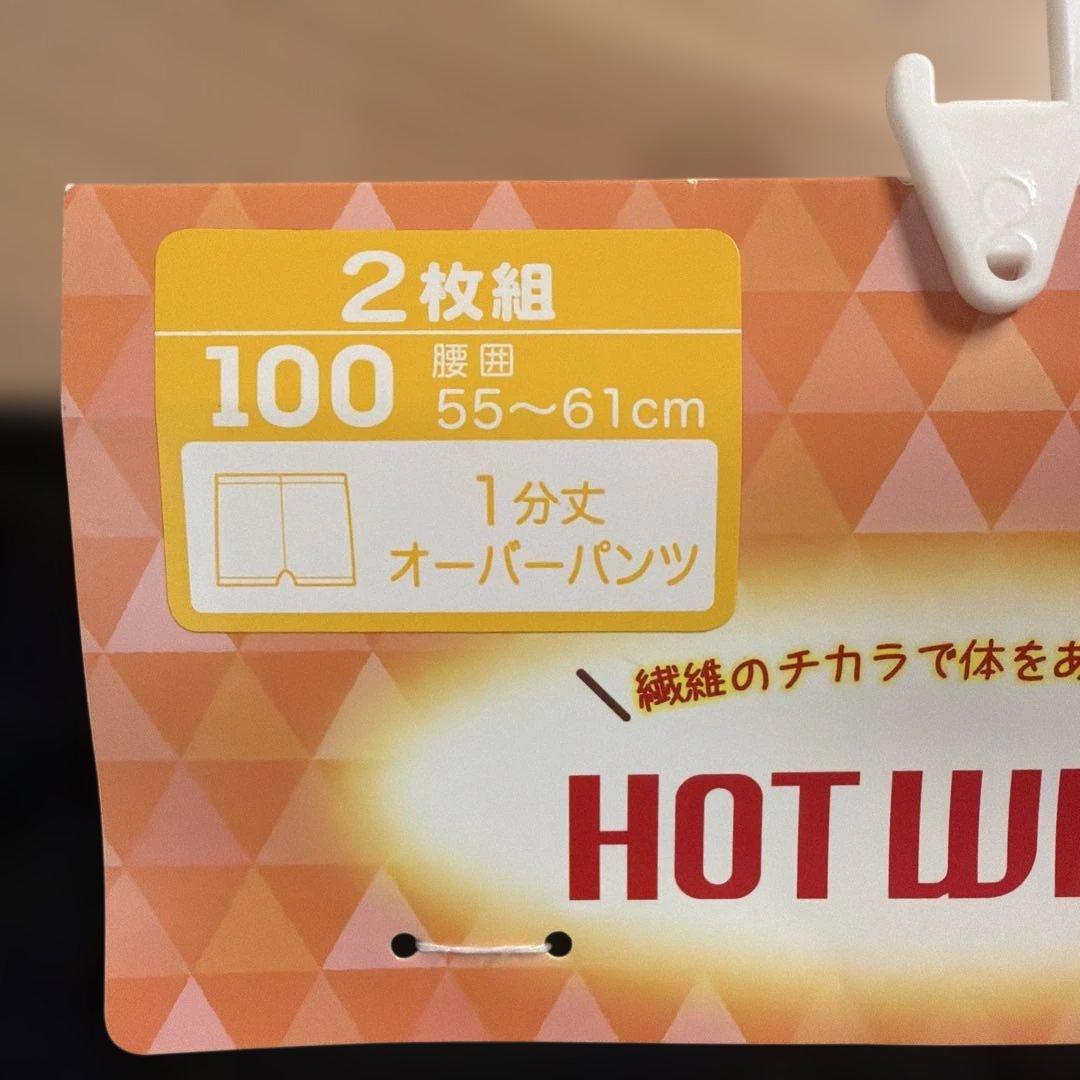 2枚組
100 腰囲
55～61cm
1分丈
オーバーパンツ
繊維のチカラで体をあ
HOT